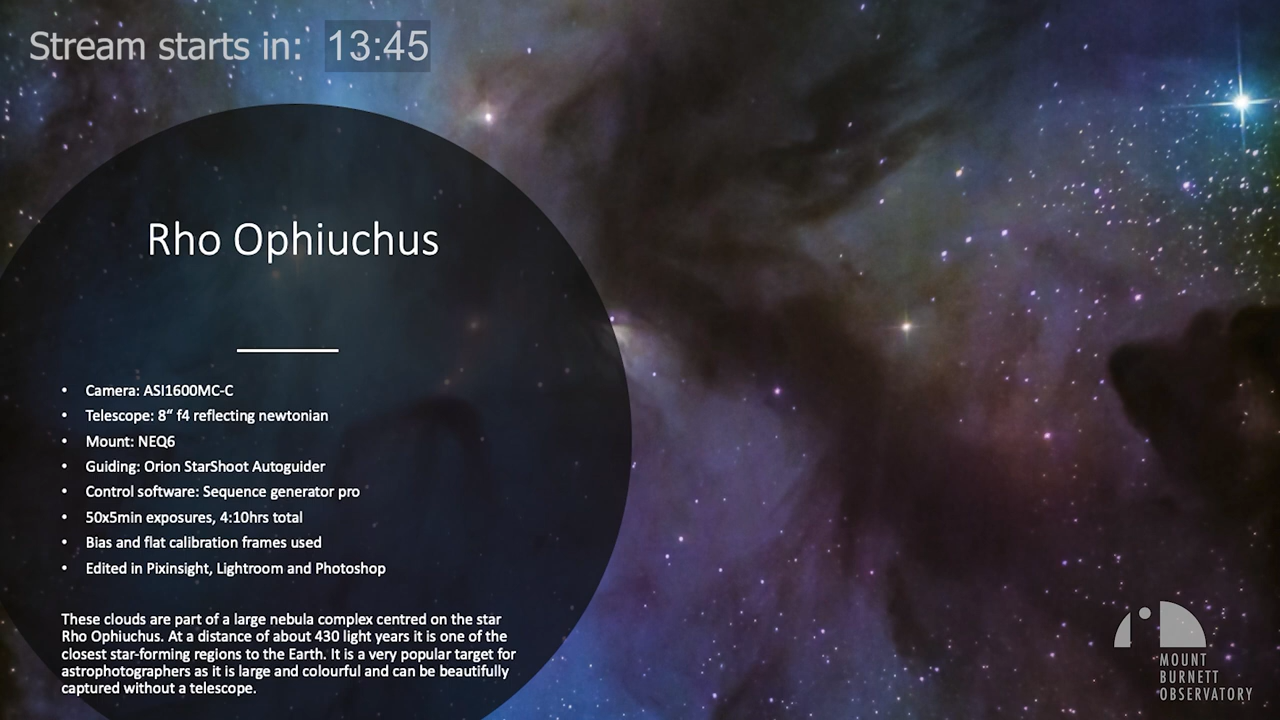 Stream starts in: 13:45
Rho Ophiuchus
• Camera: ASI1600MC-C
• Telescope: 8“ f4 reflecting newtonian
• Mount: NEQ6
• Guiding: Orion StarShoot Autoguider
• Control software: Sequence generator pro
• 50x5min exposures, 4:10hrs total
• Bias and flat calibration frames used
• Edited in Pixinsight, Lightroom and Photoshop
These clouds are part of a large nebula complex centred on the star
Rho Ophiuchus. At a distance of about 430 light years it is one of the
closest star-forming regions to the Earth. It is a very popular target for
astrophotographers as it is large and colourful and can be beautifully
captured without a telescope.
MOUNT
BURNETT
OBSERVATORY